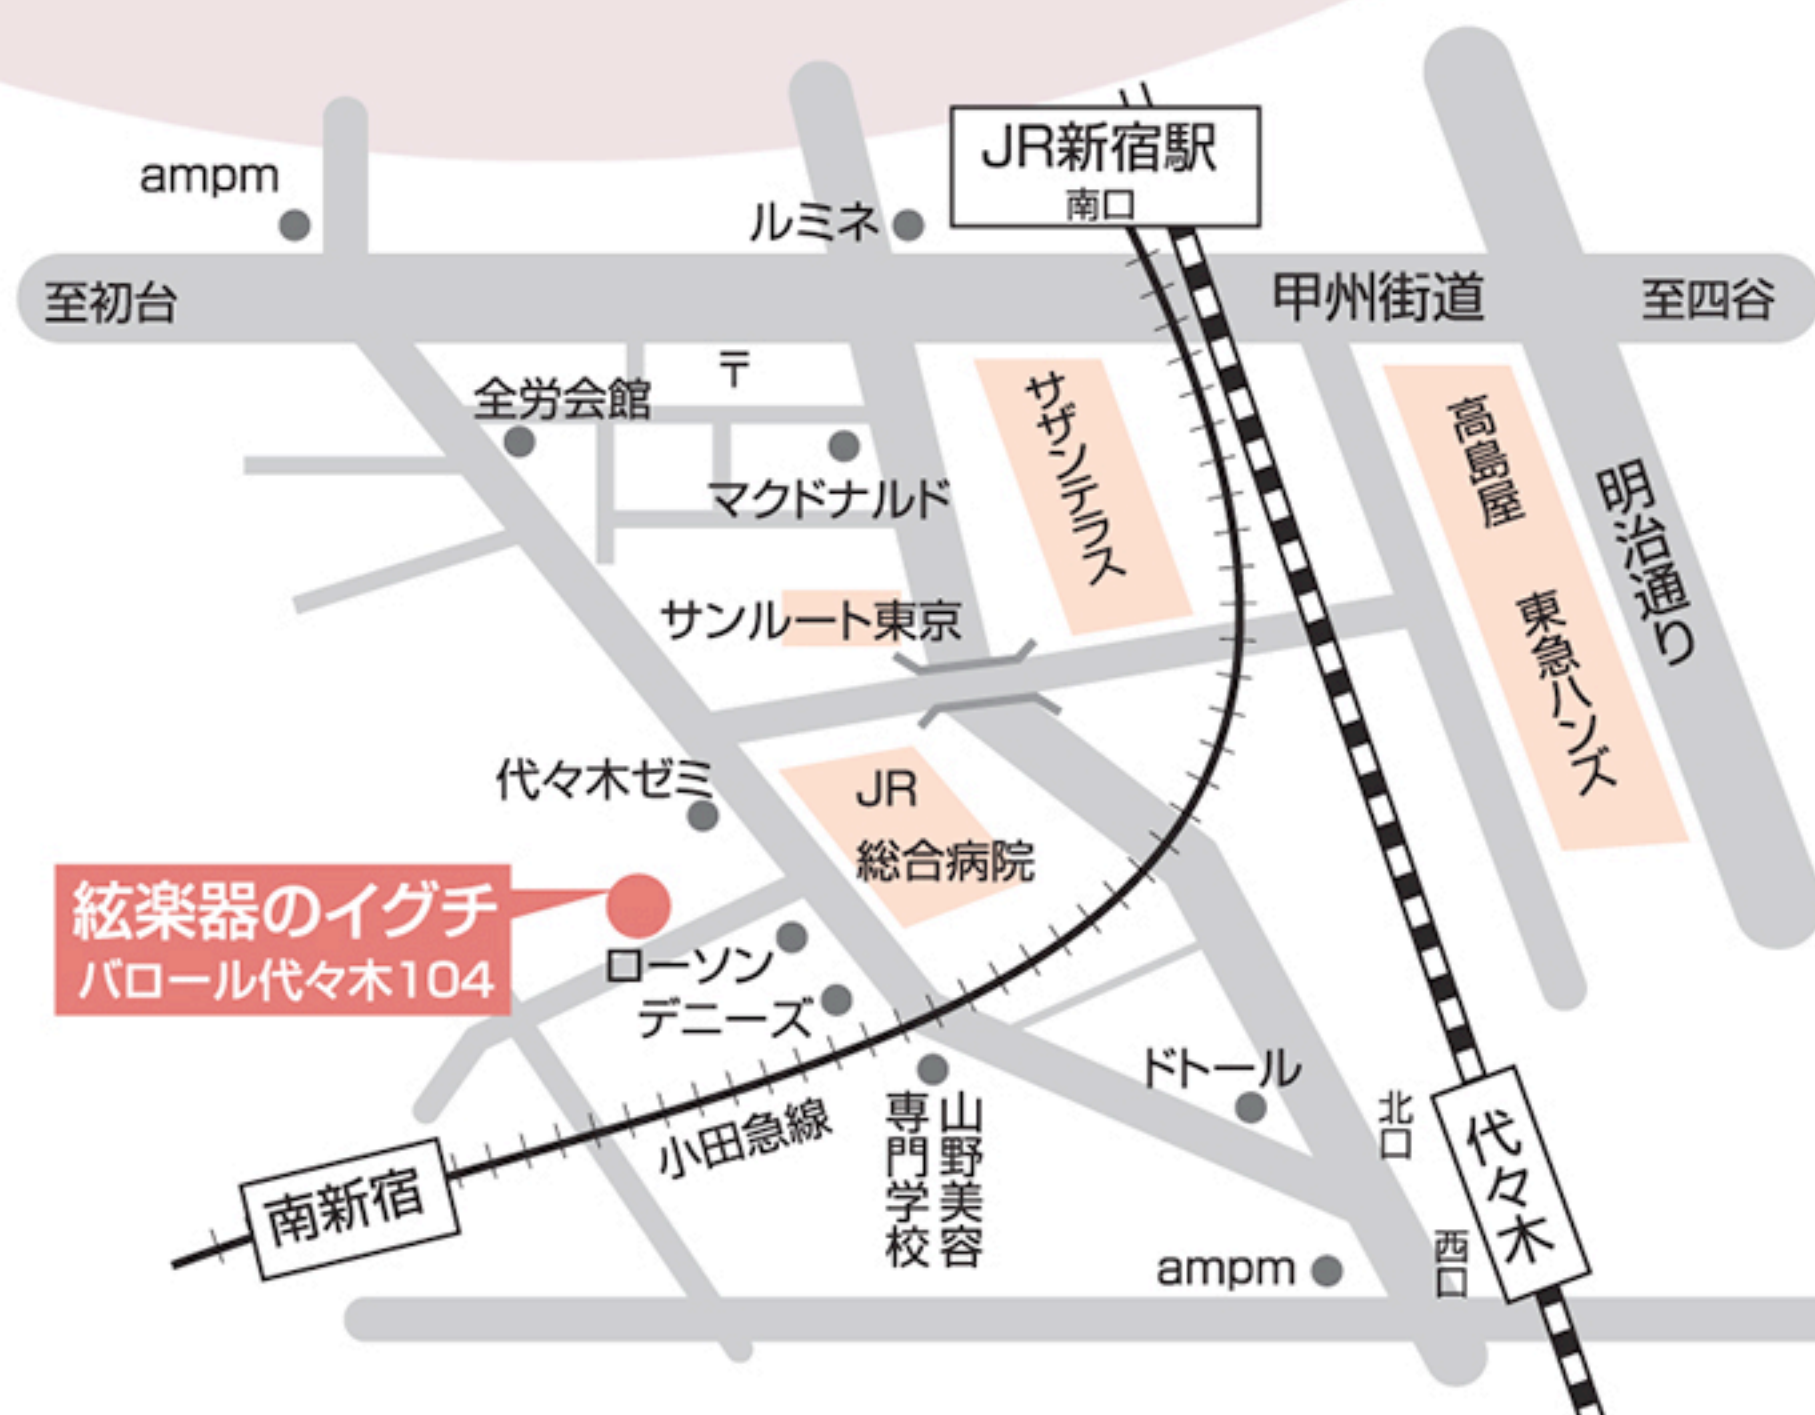 ampm
JR新宿駅
南口
ルミネ
至初台
甲州街道
至四谷
〒
全労会館
マクドナルド
サザンテラス
高島屋
東急ハンズ
明治通り
サンルート東京
代々木ゼミ
JR
総合病院
絃楽器のイグチ
バロール代々木104
ローソン
デニーズ
小田急線
山野美容
専門学校
ドトール
北口
代々木
西口
南新宿
ampm